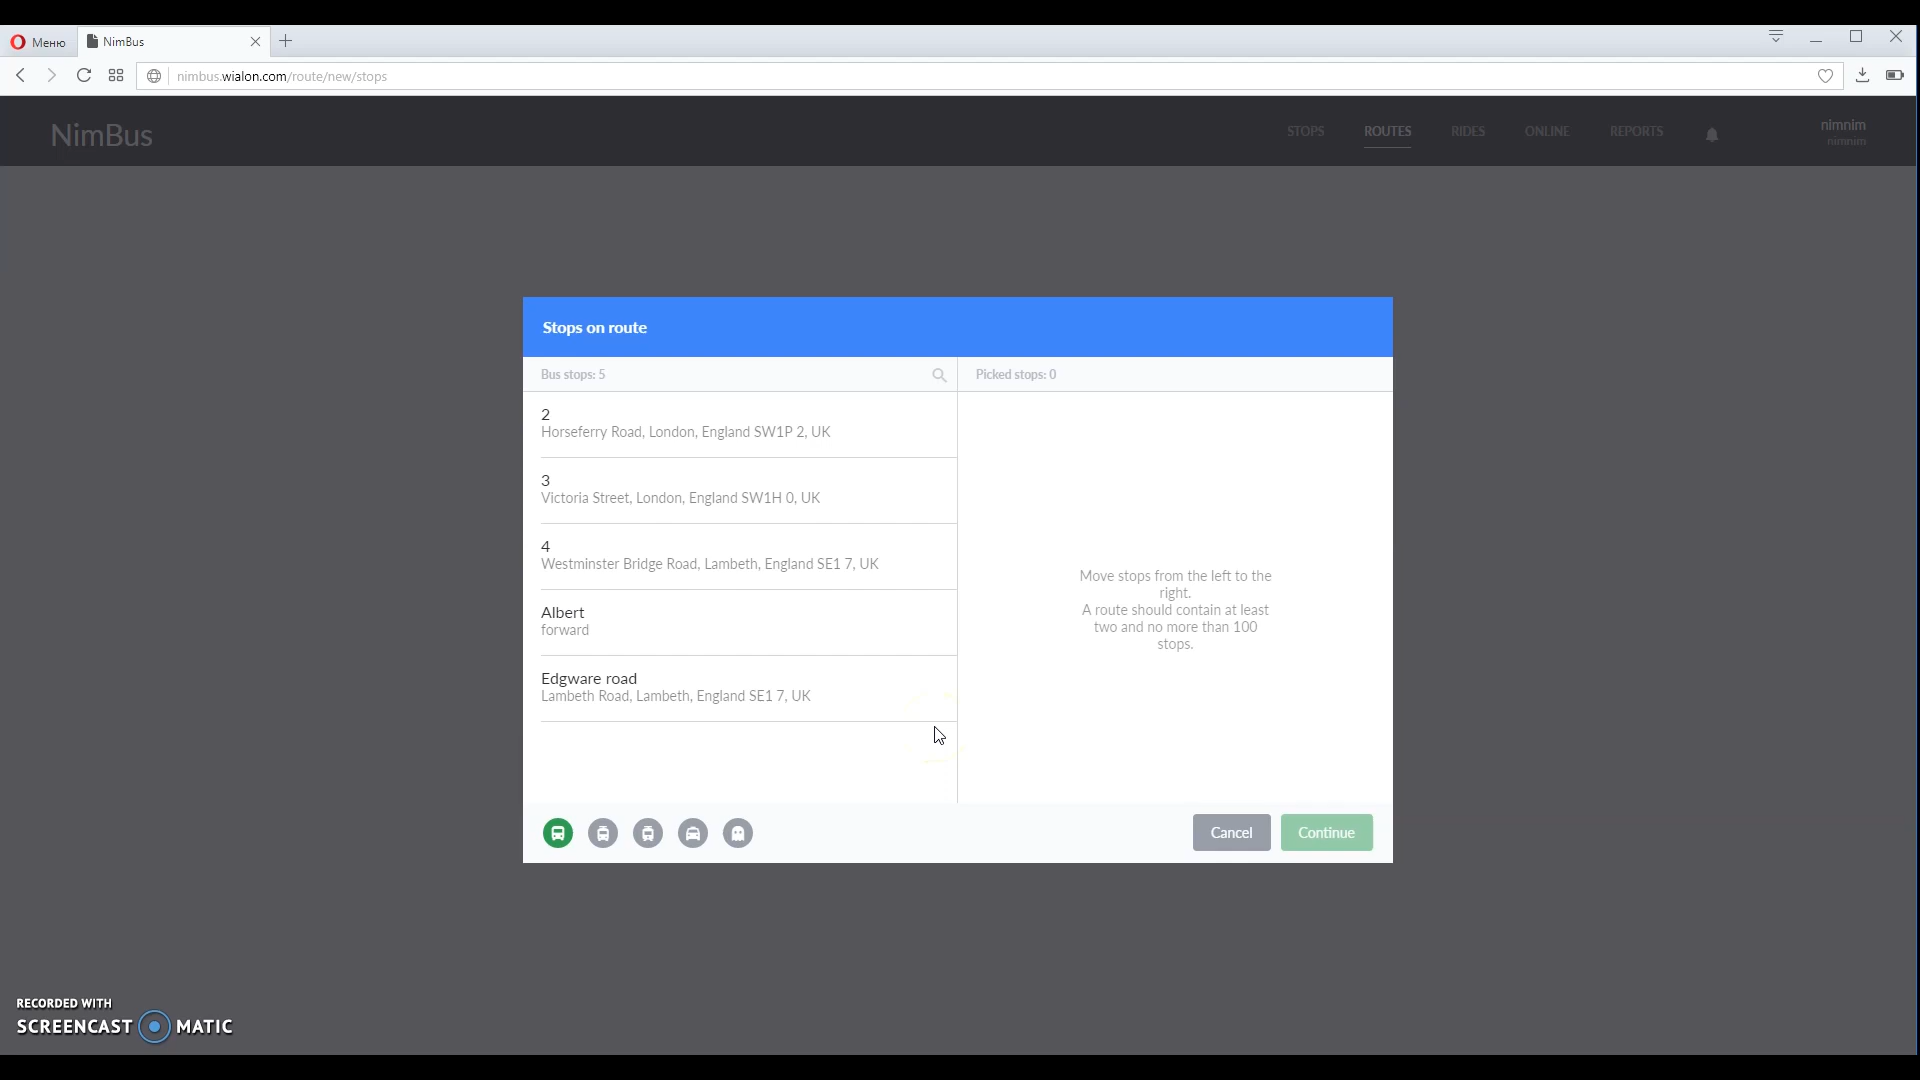 Меню
NimBus
nimbus.wialon.com/route/new/stops
NimBus
STOPS
ROUTES
RIDES
ONLINE
REPORTS
nimnim
nimnim
Stops on route
Bus stops: 5
Picked stops: 0
2
Horseferry Road, London, England SW1P 2, UK
3
Victoria Street, London, England SW1H 0, UK
4
Westminster Bridge Road, Lambeth, England SE1 7, UK
Albert
forward
Edgware road
Lambeth Road, Lambeth, England SE1 7, UK
Move stops from the left to the
right.
A route should contain at least
two and no more than 100
stops.
Cancel
Continue
RECORDED WITH
SCREENCAST MATIC